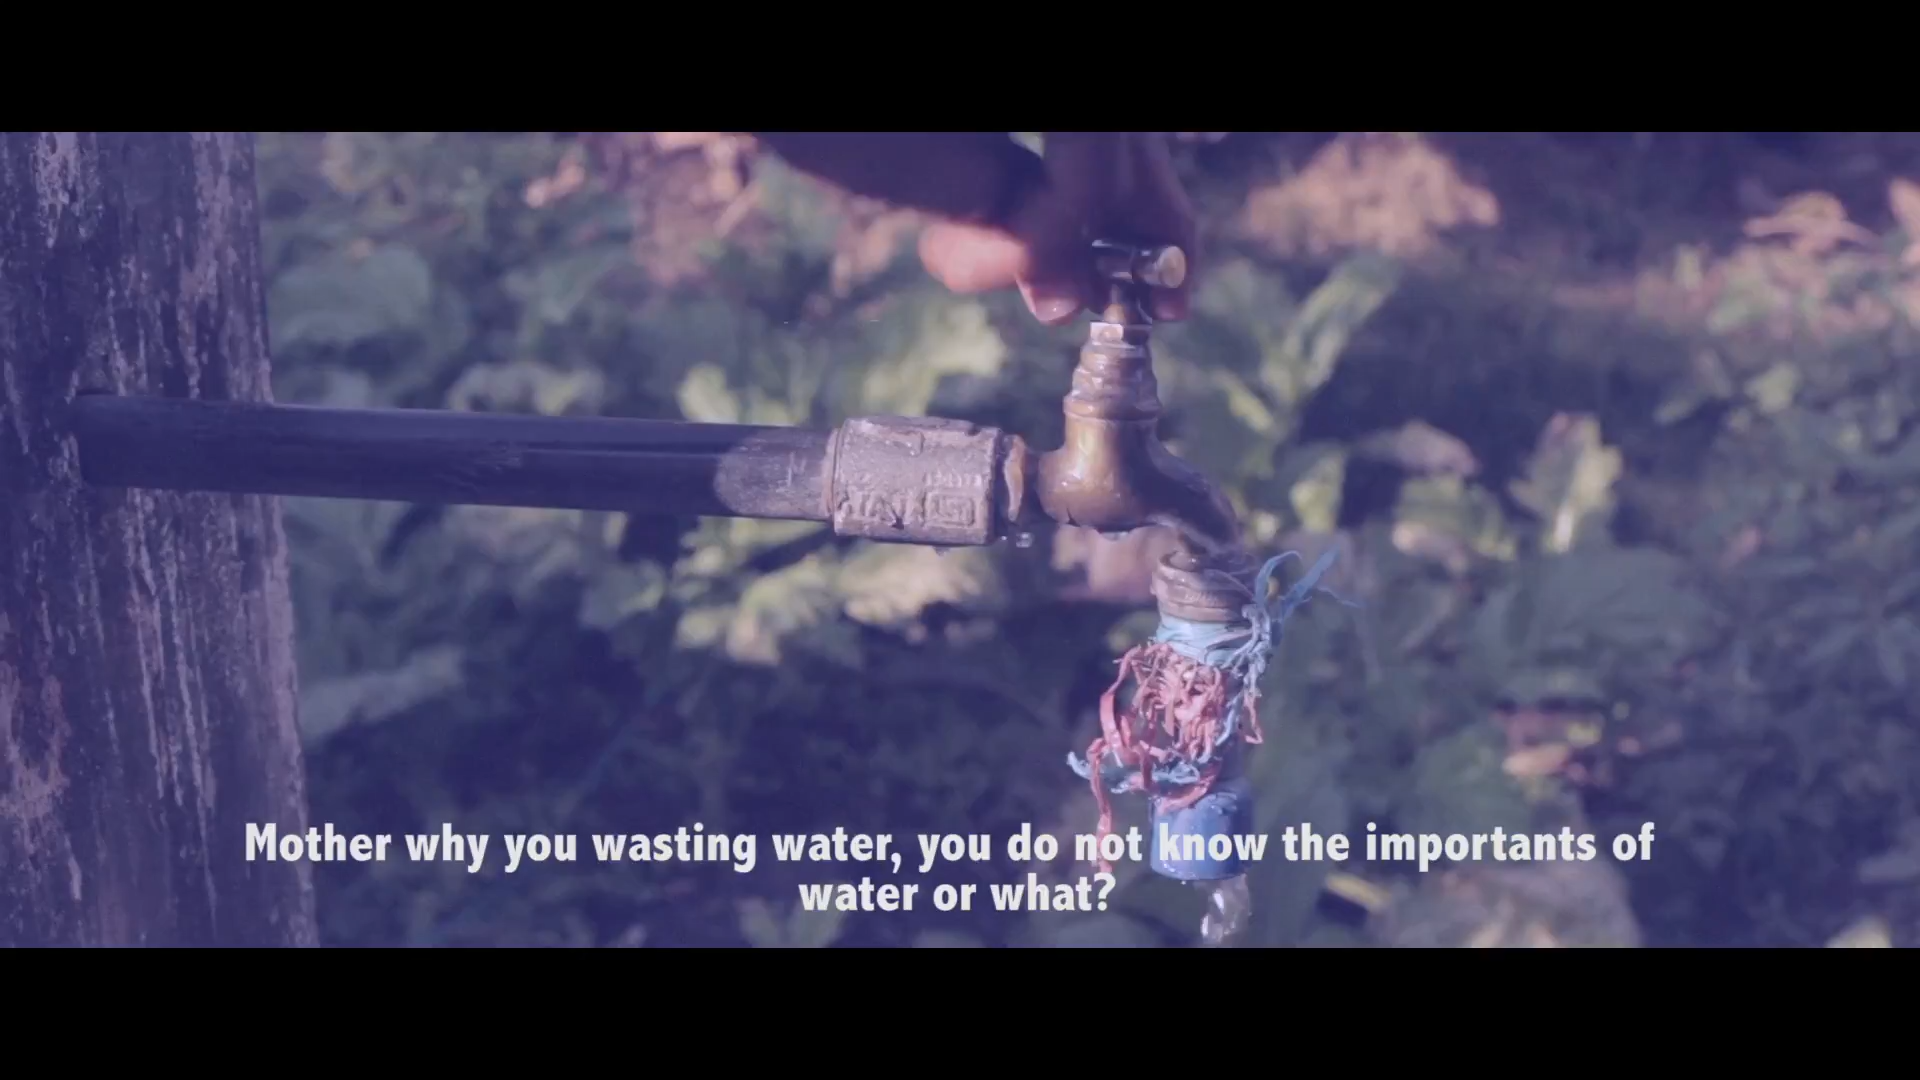 Mother why you wasting water, you do not know the importants of
water or what?